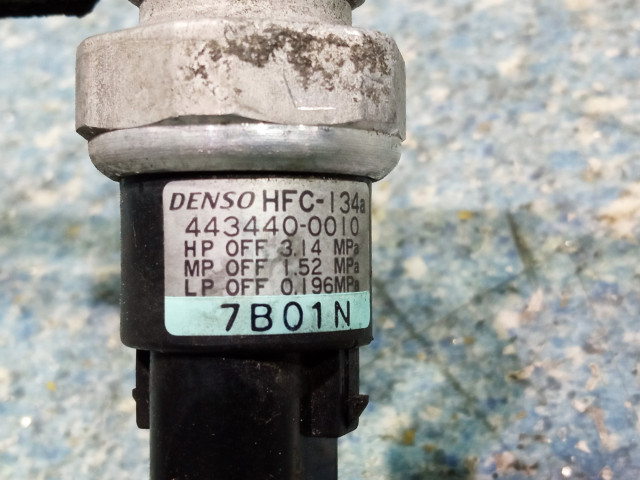 DENSO HFC-134a
443440-0010
HP OFF 3.14 MPa
MP OFF 1.52 MPa
LP OFF 0.196MPa
7B01N